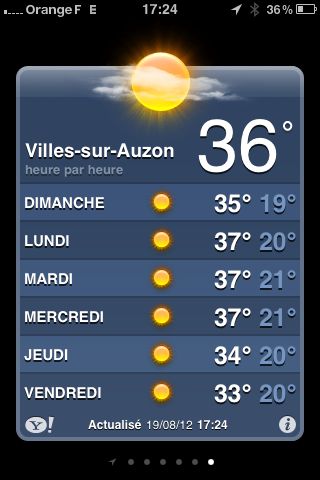 Orange F E 17:24 36 %
36°
Villes-sur-Auzon
heure par heure
DIMANCHE 35° 19°
LUNDI 37° 20°
MARDI 37° 21°
MERCREDI 37° 21°
JEUDI 34° 20°
VENDREDI 33° 20°
Y! Actualisé 19/08/12 17:24 i